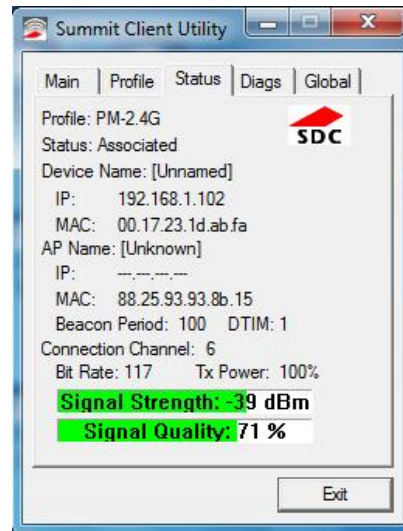 Summit Client Utility
Main Profile Status Diags Global
Profile: PM-2.4G
SDC
Status: Associated
Device Name: [Unnamed]
IP: 192.168.1.102
MAC: 00.17.23.1d.ab.fa
AP Name: [Unknown]
IP: ---.---.---.---
MAC: 88.25.93.93.8b.15
Beacon Period: 100 DTIM: 1
Connection Channel: 6
Bit Rate: 117 Tx Power: 100%
Signal Strength: -39 dBm
Signal Quality: 71 %
Exit